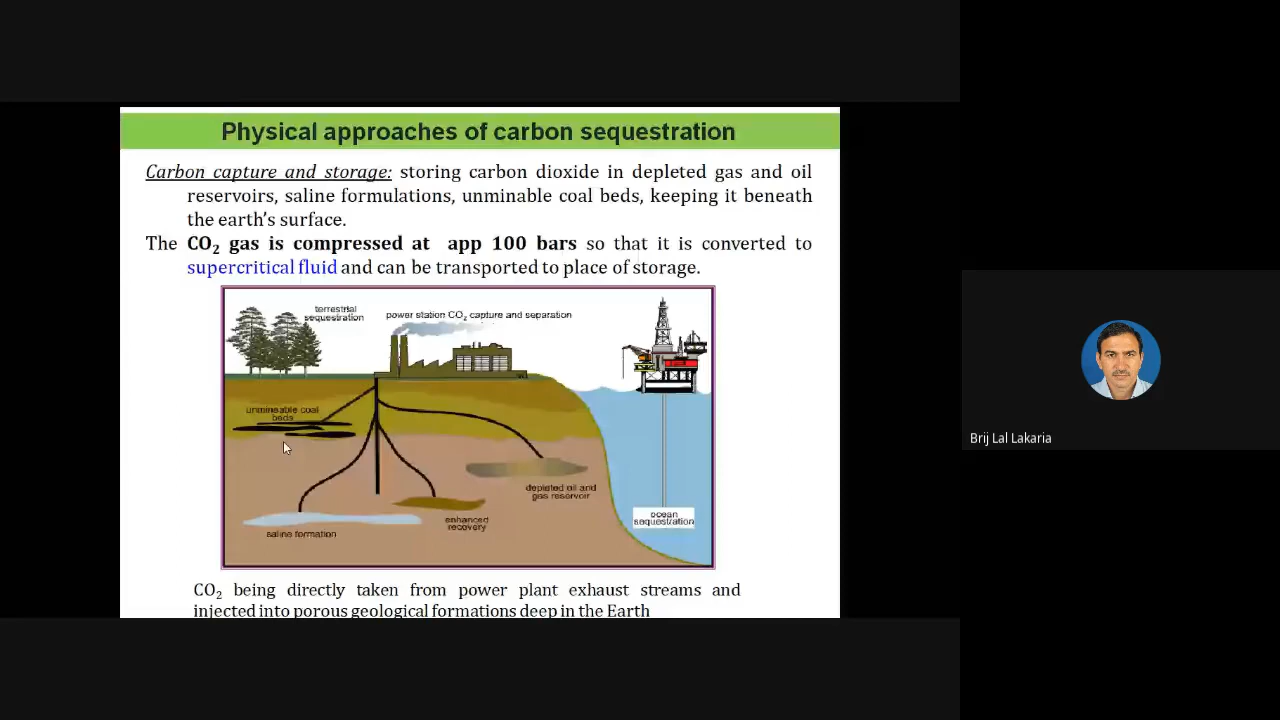 Physical approaches of carbon sequestration
Carbon capture and storage: storing carbon dioxide in depleted gas and oil
reservoirs, saline formulations, unminable coal beds, keeping it beneath
the earth's surface.
The CO₂ gas is compressed at app 100 bars so that it is converted to
supercritical fluid and can be transported to place of storage.
terrestrial
sequestration
power station CO₂ capture and separation
unmineable coal
beds
depleted oil and
gas reservoir
enhanced
recovery
saline formation
ocean
sequestration
CO₂ being directly taken from power plant exhaust streams and
injected into porous geological formations deep in the Earth
Brij Lal Lakaria